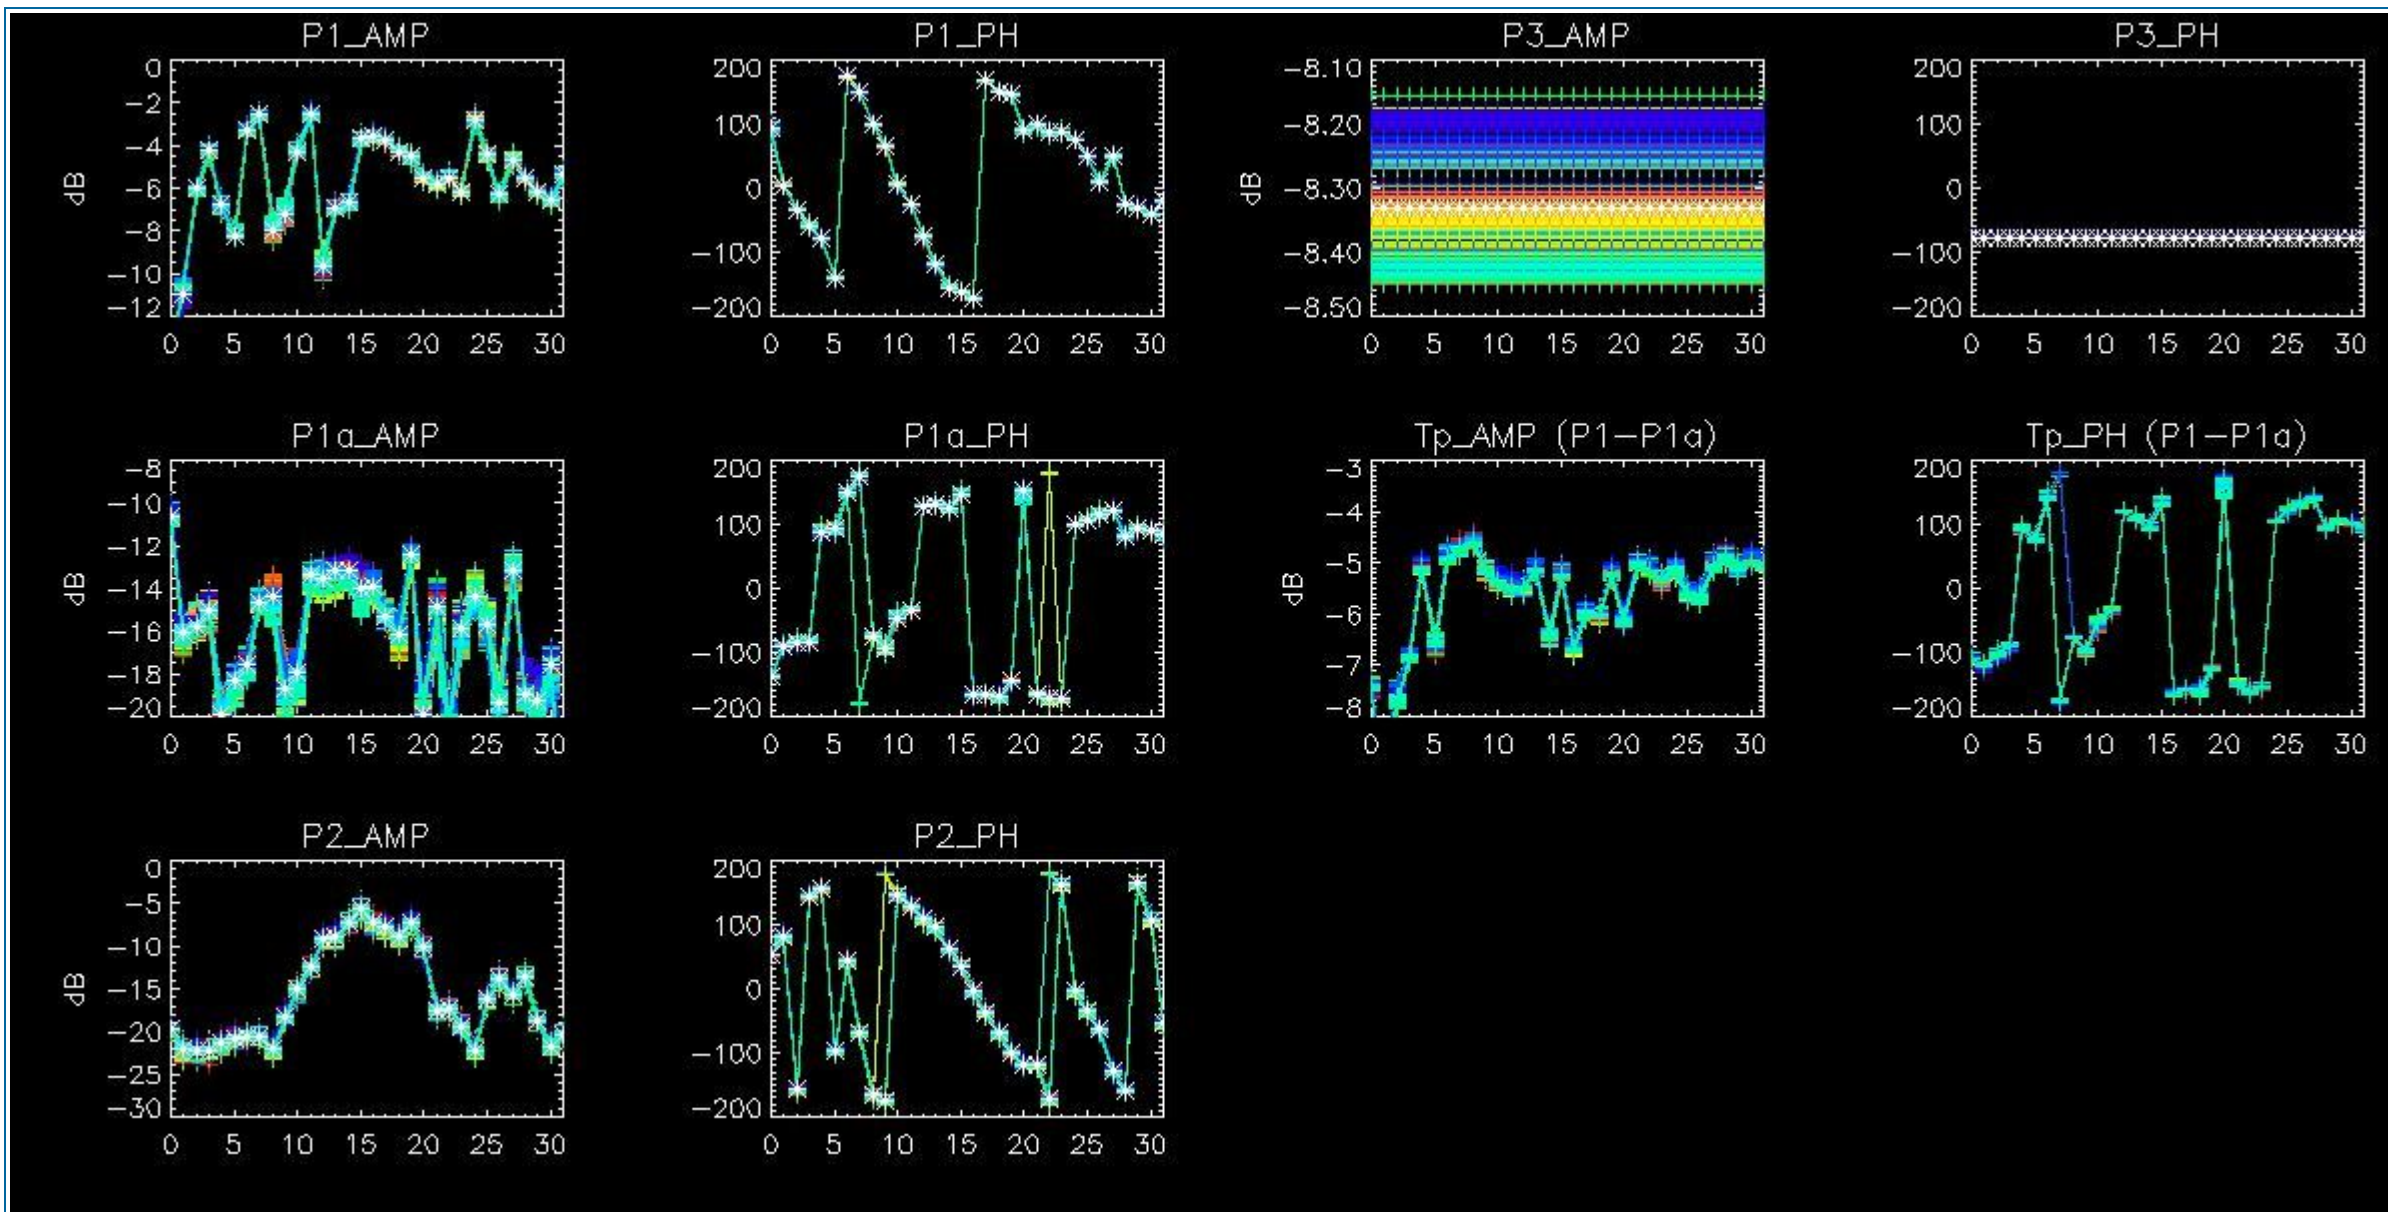 P1_AMP
0
−2
−4
−6
−8
−10
−12
dB
0 5 10 15 20 25 30
P1_PH
200
100
0
−100
−200
0 5 10 15 20 25 30
P3_AMP
−8.10
−8.20
−8.30
−8.40
−8.50
dB
0 5 10 15 20 25 30
P3_PH
200
100
0
−100
−200
0 5 10 15 20 25 30
P1a_AMP
−8
−10
−12
−14
−16
−18
−20
dB
0 5 10 15 20 25 30
P1a_PH
200
100
0
−100
−200
0 5 10 15 20 25 30
Tp_AMP (P1−P1a)
−3
−4
−5
−6
−7
−8
dB
0 5 10 15 20 25 30
Tp_PH (P1−P1a)
200
100
0
−100
−200
0 5 10 15 20 25 30
P2_AMP
0
−5
−10
−15
−20
−25
−30
dB
0 5 10 15 20 25 30
P2_PH
200
100
0
−100
−200
0 5 10 15 20 25 30